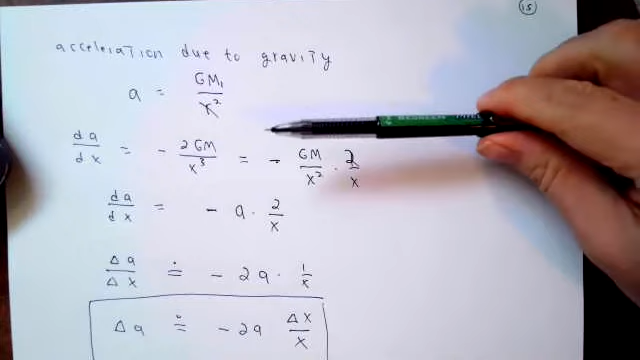 15
acceleration due to gravity
a = GM₁/x²
da/dx = - 2GM/x³ = - GM/x² · 2/x
da/dx = - a · 2/x
Δa/Δx ≐ - 2a · 1/x
Δa ≐ - 2a Δx/x